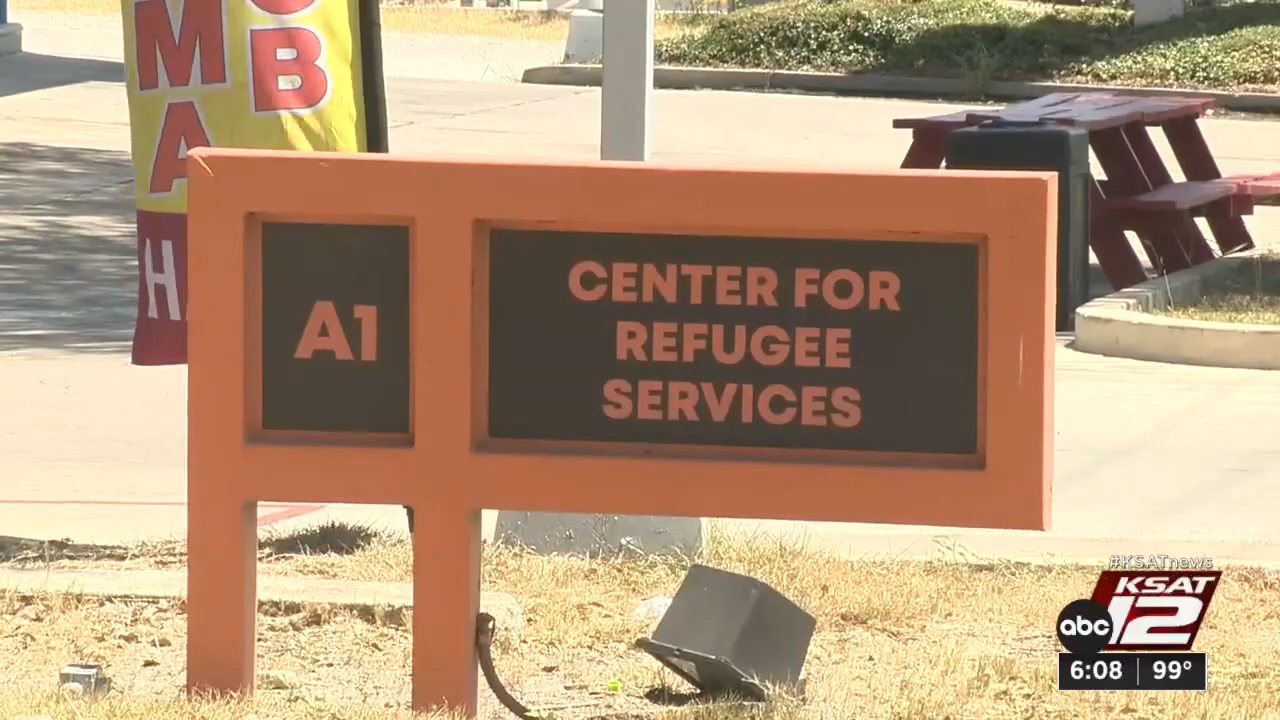 A1
CENTER FOR
REFUGEE
SERVICES
#KSATnews
KSAT
abc 12
6:08 99°